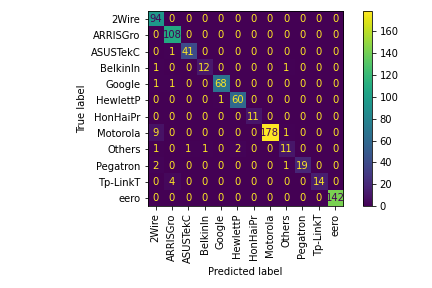 2Wire 94 0 0 0 0 0 0 0 0 0 0 0
ARRISGro 0 108 0 0 0 0 0 0 0 0 0 0
ASUSTekC 0 1 41 0 0 0 0 0 0 0 0 0
BelkinIn 1 0 0 12 0 0 0 0 1 0 0 0
Google 1 1 0 0 68 0 0 0 0 0 0 0
HewlettP 0 0 0 0 1 60 0 0 0 0 0 0
HonHaiPr 0 0 0 0 0 0 11 0 0 0 0 0
Motorola 9 0 0 0 0 0 0 178 1 0 0 0
Others 1 0 1 1 0 2 0 0 11 0 0 0
Pegatron 2 0 0 0 0 0 0 0 1 19 0 0
Tp-LinkT 0 4 0 0 0 0 0 0 0 0 14 0
eero 0 0 0 0 0 0 0 0 0 0 0 142
True label
2Wire ARRISGro ASUSTekC BelkinIn Google HewlettP HonHaiPr Motorola Others Pegatron Tp-LinkT eero
Predicted label
160
140
120
100
80
60
40
20
0